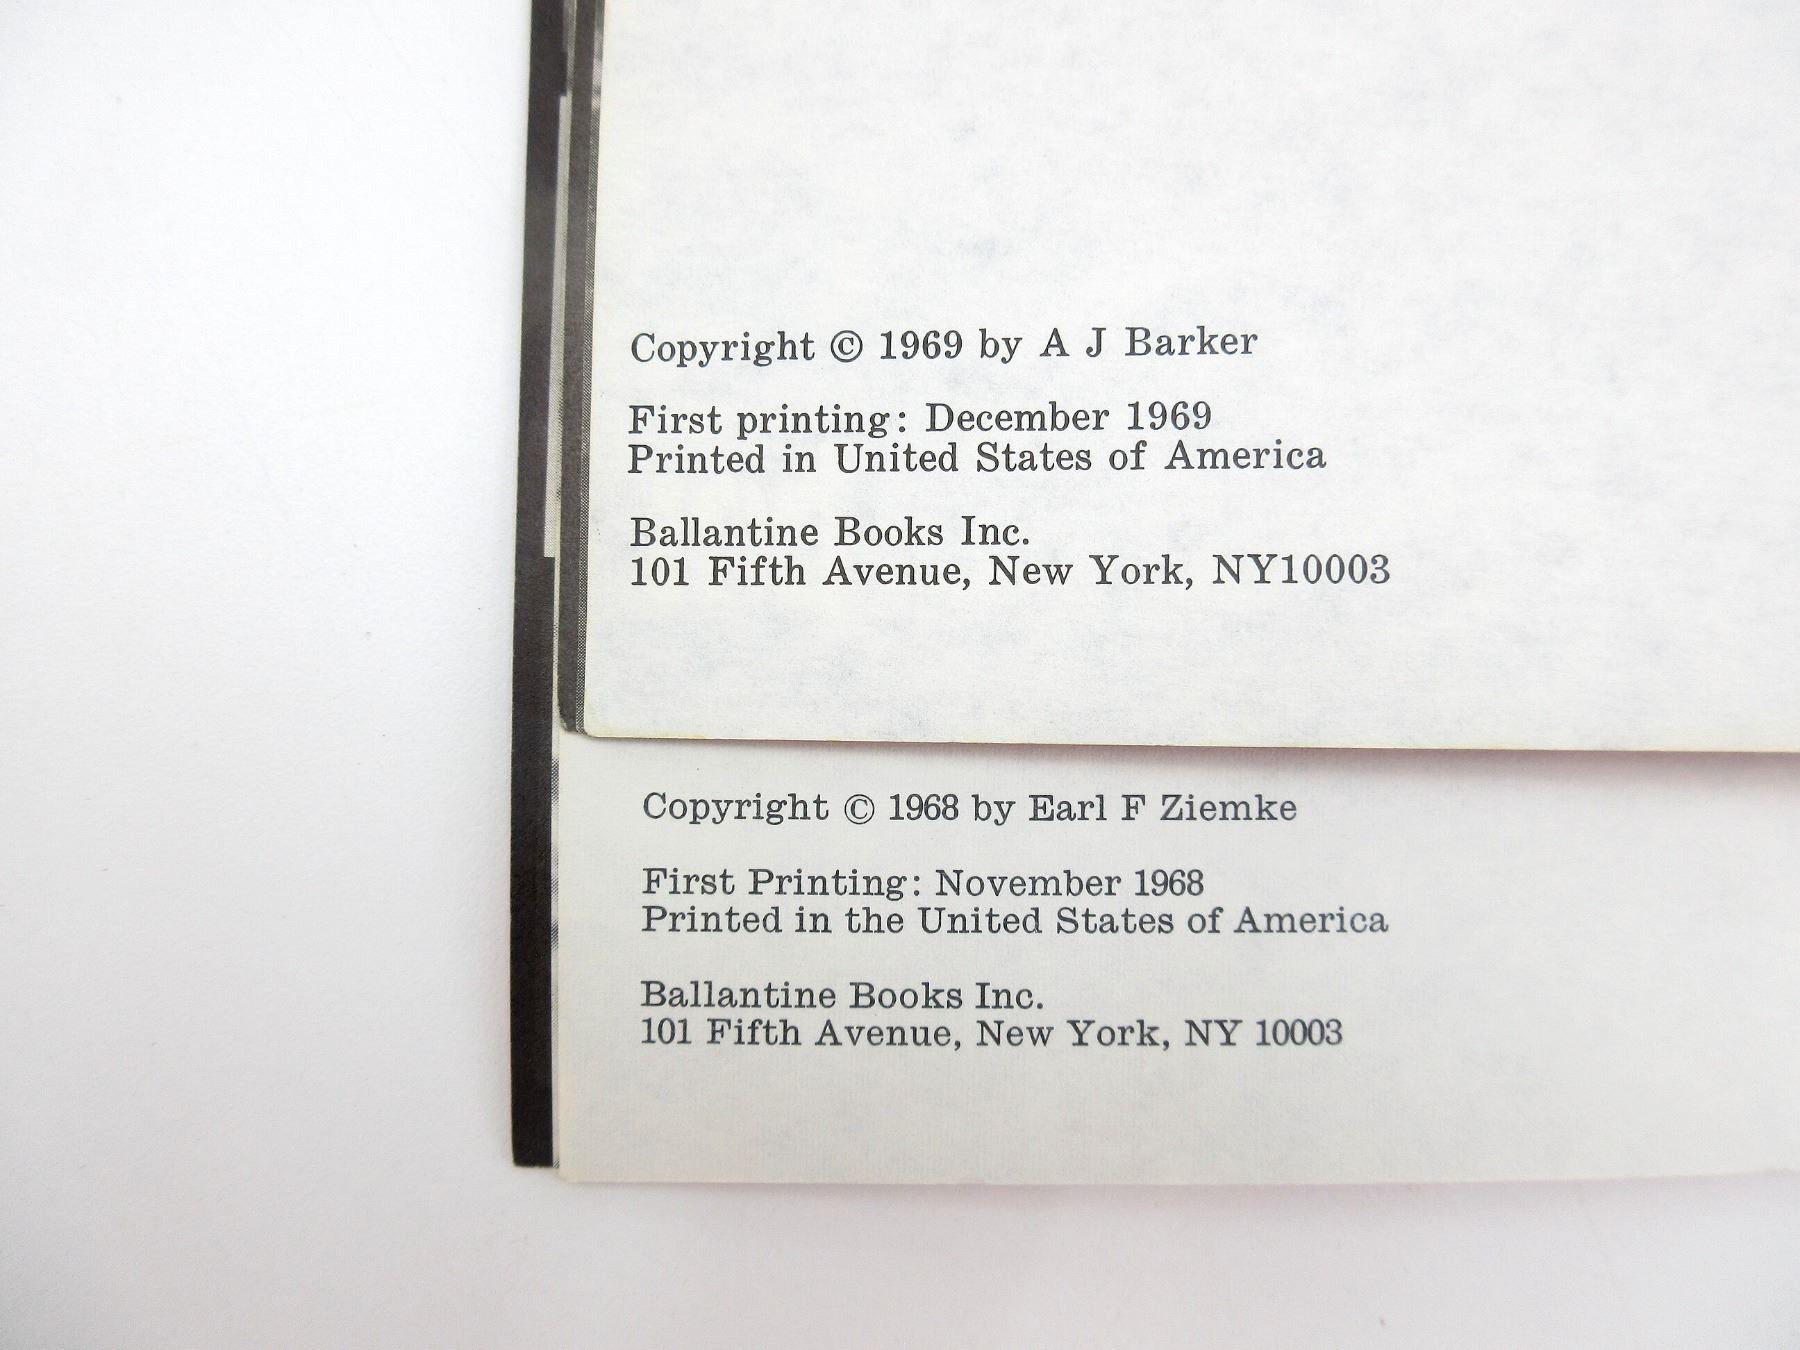 Copyright © 1969 by A J Barker
First printing: December 1969
Printed in United States of America
Ballantine Books Inc.
101 Fifth Avenue, New York, NY10003
Copyright © 1968 by Earl F Ziemke
First Printing: November 1968
Printed in the United States of America
Ballantine Books Inc.
101 Fifth Avenue, New York, NY 10003